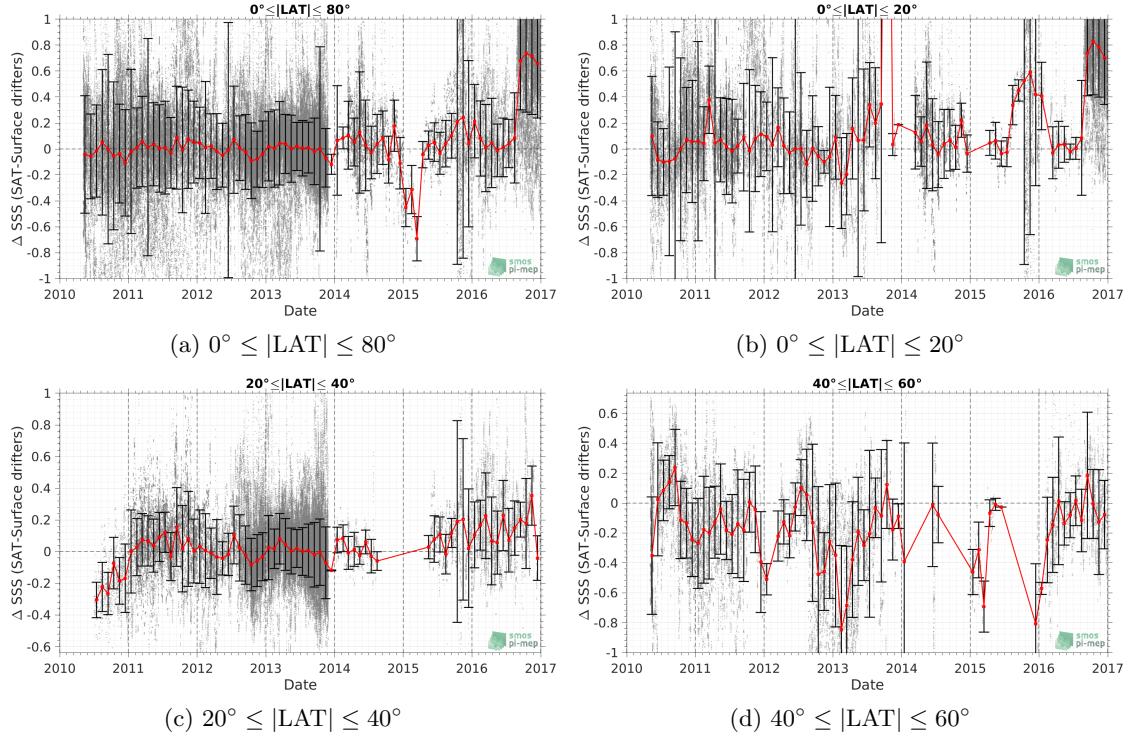 0°≤|LAT|≤ 80°
Δ SSS (SAT-Surface drifters)
1
0.8
0.6
0.4
0.2
0
-0.2
-0.4
-0.6
-0.8
-1
2010 2011 2012 2013 2014 2015 2016 2017
Date
smos
pi-mep
(a) 0° ≤ |LAT| ≤ 80°
0°≤|LAT|≤ 20°
Δ SSS (SAT-Surface drifters)
1
0.8
0.6
0.4
0.2
0
-0.2
-0.4
-0.6
-0.8
-1
2010 2011 2012 2013 2014 2015 2016 2017
Date
smos
pi-mep
(b) 0° ≤ |LAT| ≤ 20°
20°≤|LAT|≤ 40°
Δ SSS (SAT-Surface drifters)
1
0.8
0.6
0.4
0.2
0
-0.2
-0.4
-0.6
2010 2011 2012 2013 2014 2015 2016 2017
Date
smos
pi-mep
(c) 20° ≤ |LAT| ≤ 40°
40°≤|LAT|≤ 60°
Δ SSS (SAT-Surface drifters)
0.6
0.4
0.2
0
-0.2
-0.4
-0.6
-0.8
-1
2010 2011 2012 2013 2014 2015 2016 2017
Date
smos
pi-mep
(d) 40° ≤ |LAT| ≤ 60°